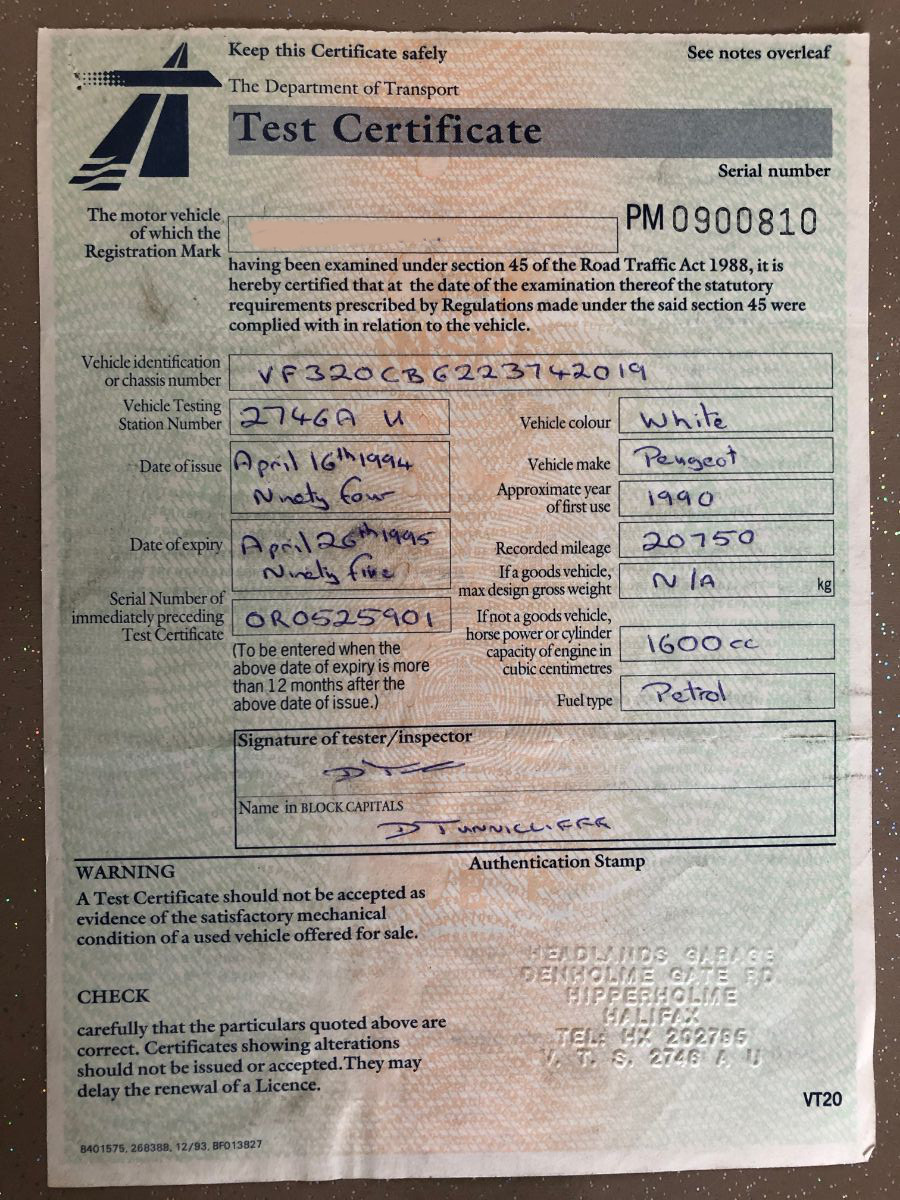 Keep this Certificate safely
See notes overleaf
The Department of Transport
Test Certificate
Serial number
PM 0900810
The motor vehicle
of which the
Registration Mark
having been examined under section 45 of the Road Traffic Act 1988, it is
hereby certified that at the date of the examination thereof the statutory
requirements prescribed by Regulations made under the said section 45 were
complied with in relation to the vehicle.
Vehicle identification
or chassis number
VF320CB6223742019
Vehicle Testing
Station Number
2746A U
Vehicle colour
White
Date of issue
April 16th 1994
Ninety four
Vehicle make
Peugeot
Approximate year
of first use
1990
Date of expiry
April 26th 1995
Ninety five
Recorded mileage
20750
If a goods vehicle,
max design gross weight
N/A
kg
Serial Number of
immediately preceding
Test Certificate
OR0525901
(To be entered when the
above date of expiry is more
than 12 months after the
above date of issue.)
If not a goods vehicle,
horse power or cylinder
capacity of engine in
cubic centimetres
1600cc
Fuel type
Petrol
Signature of tester/inspector
Name in BLOCK CAPITALS
D TUNNICLIFFE
WARNING
A Test Certificate should not be accepted as
evidence of the satisfactory mechanical
condition of a used vehicle offered for sale.
Authentication Stamp
HEADLANDS GARAGE
DENHOLME GATE RD
HIPPERHOLME
HALIFAX
TEL: HX 202795
V. T. S. 2746 A U
CHECK
carefully that the particulars quoted above are
correct. Certificates showing alterations
should not be issued or accepted.They may
delay the renewal of a Licence.
VT20
8401575, 268388, 12/93, BF013827